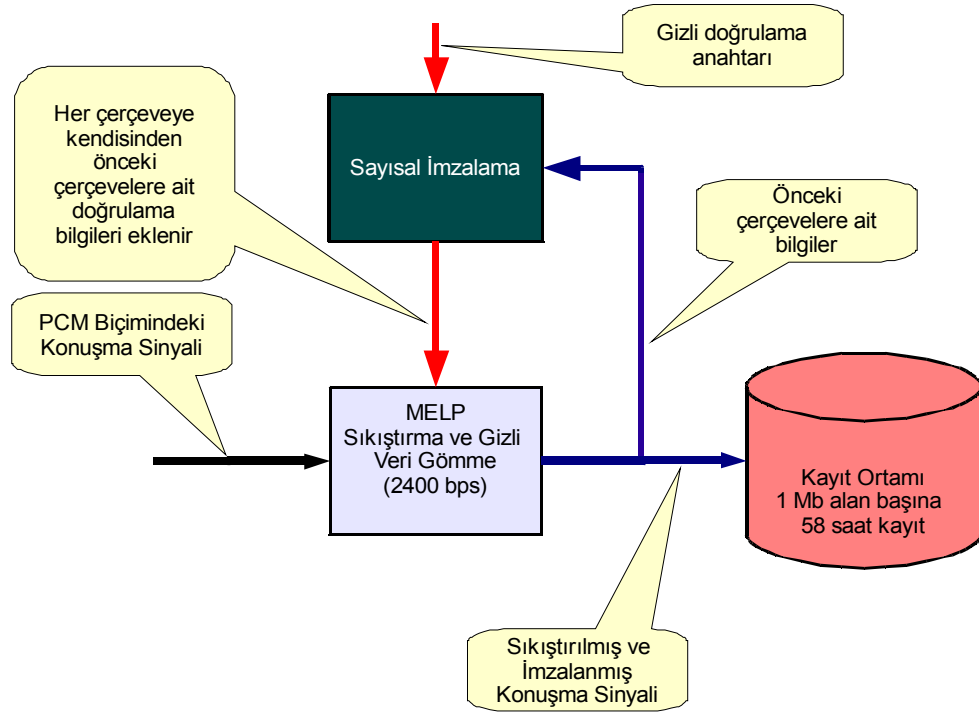 Gizli doğrulama
anahtarı
Her çerçeveye
kendisinden
önceki
çerçevelere ait
doğrulama
bilgileri eklenir
Sayısal İmzalama
Önceki
çerçevelere ait
bilgiler
PCM Biçimindeki
Konuşma Sinyali
MELP
Sıkıştırma ve Gizli
Veri Gömme
(2400 bps)
Kayıt Ortamı
1 Mb alan başına
58 saat kayıt
Sıkıştırılmış ve
İmzalanmış
Konuşma Sinyali